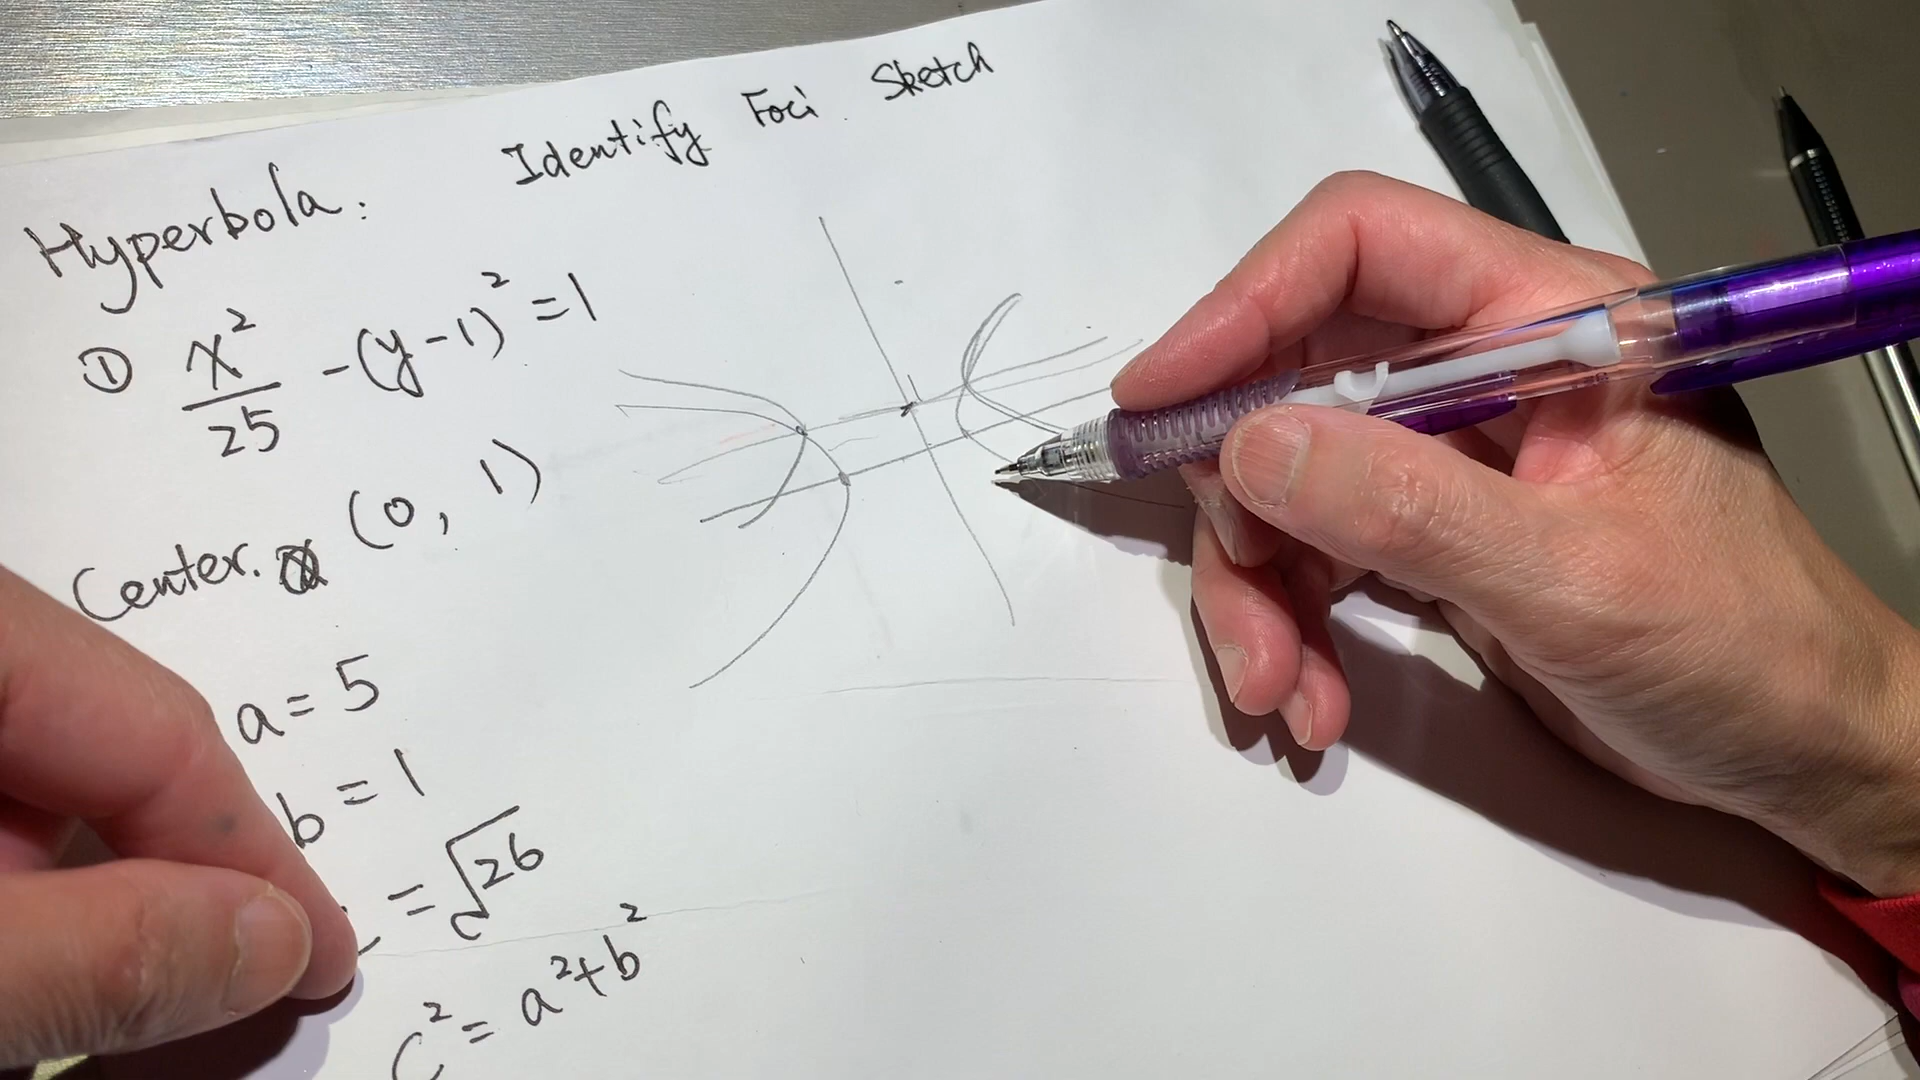 Identify Foci Sketch
Hyperbola:
① x²/25 - (y-1)² = 1
Center. (0, 1)
a = 5
b = 1
= √26
c² = a² + b²